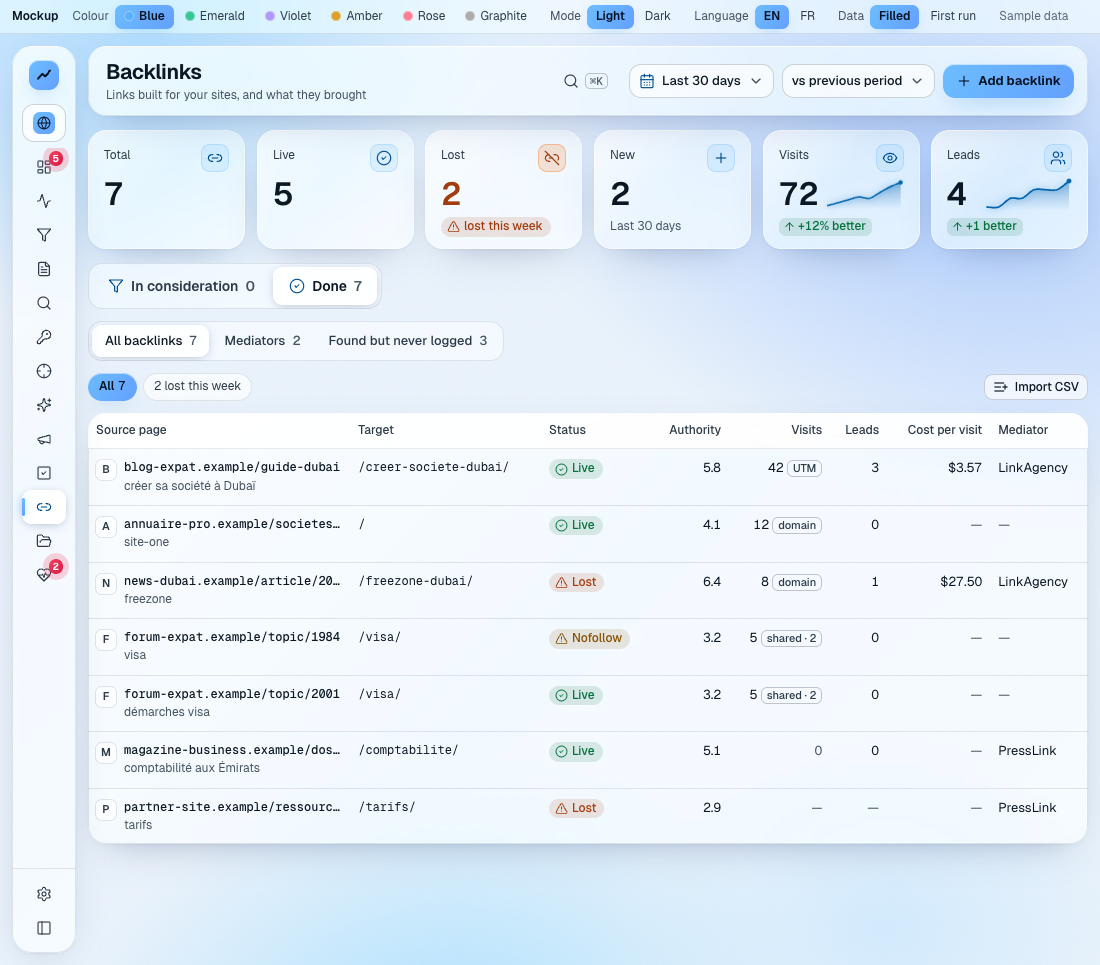 Mockup Colour Blue Emerald Violet Amber Rose Graphite Mode Light Dark Language EN FR Data Filled First run Sample data
Backlinks
Links built for your sites, and what they brought
⌘K
Last 30 days
vs previous period
Add backlink
5
2
Total
7
Live
5
Lost
2
lost this week
New
2
Last 30 days
Visits
72
+12% better
Leads
4
+1 better
In consideration 0
Done 7
All backlinks 7
Mediators 2
Found but never logged 3
All 7
2 lost this week
Import CSV
Source page Target Status Authority Visits Leads Cost per visit Mediator
B blog-expat.example/guide-dubai /creer-societe-dubai/ Live 5.8 42 UTM 3 $3.57 LinkAgency
créer sa société à Dubaï
A annuaire-pro.example/societes… / Live 4.1 12 domain 0 — —
site-one
N news-dubai.example/article/20… /freezone-dubai/ Lost 6.4 8 domain 1 $27.50 LinkAgency
freezone
F forum-expat.example/topic/1984 /visa/ Nofollow 3.2 5 shared · 2 0 — —
visa
F forum-expat.example/topic/2001 /visa/ Live 3.2 5 shared · 2 0 — —
démarches visa
M magazine-business.example/dos… /comptabilite/ Live 5.1 0 0 — PressLink
comptabilité aux Émirats
P partner-site.example/ressourc… /tarifs/ Lost 2.9 — — — PressLink
tarifs